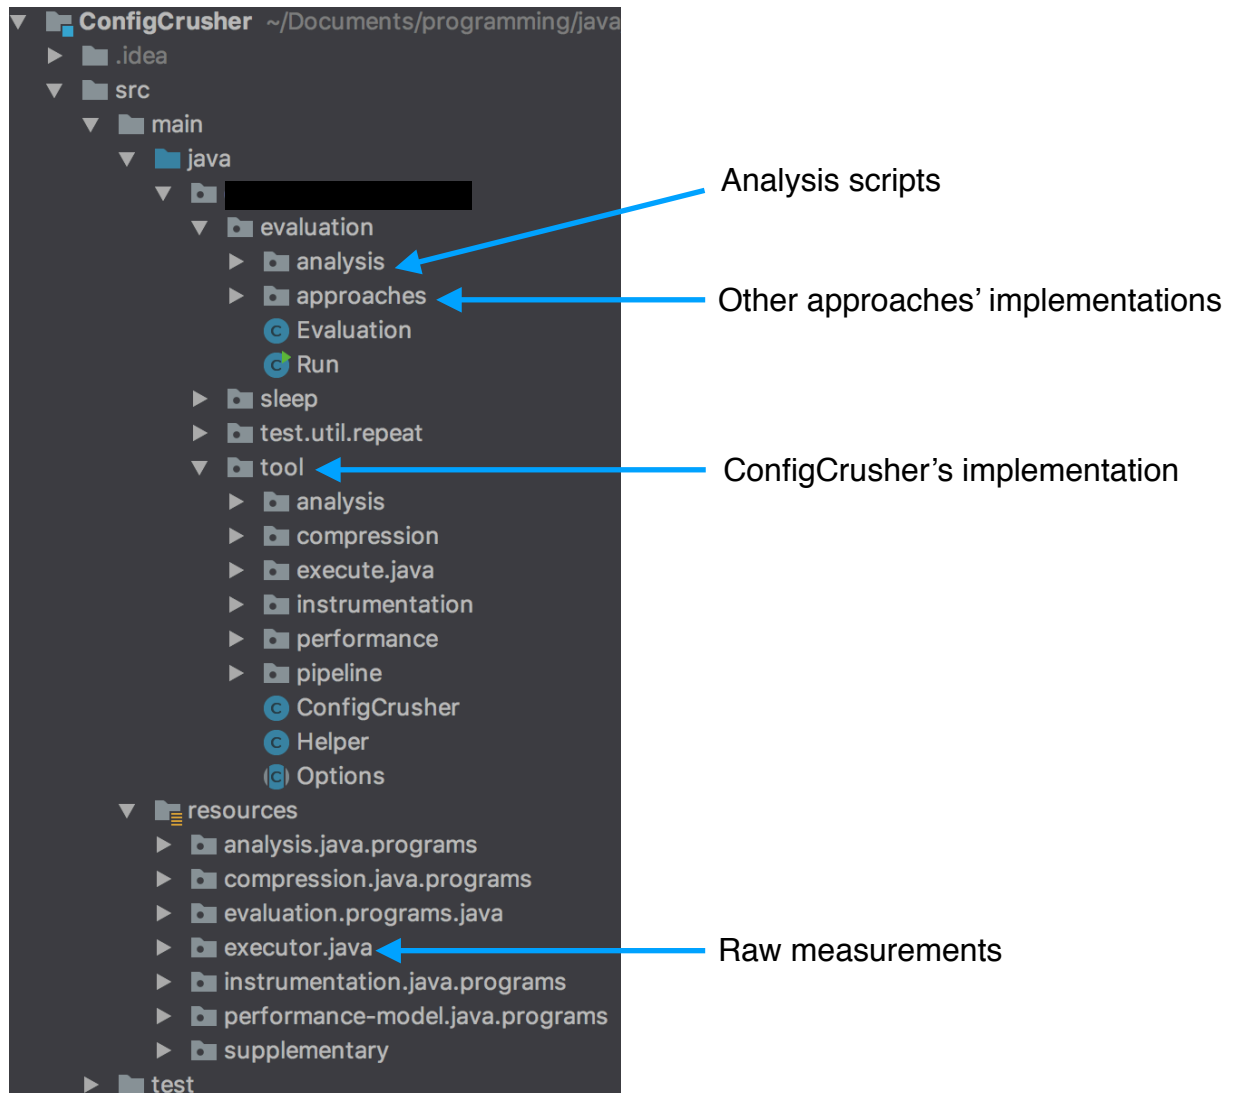 ConfigCrusher ~/Documents/programming/java
.idea
src
main
java
evaluation
analysis
approaches
Evaluation
Run
sleep
test.util.repeat
tool
analysis
compression
execute.java
instrumentation
performance
pipeline
ConfigCrusher
Helper
Options
resources
analysis.java.programs
compression.java.programs
evaluation.programs.java
executor.java
instrumentation.java.programs
performance-model.java.programs
supplementary
test
Analysis scripts
Other approaches’ implementations
ConfigCrusher’s implementation
Raw measurements